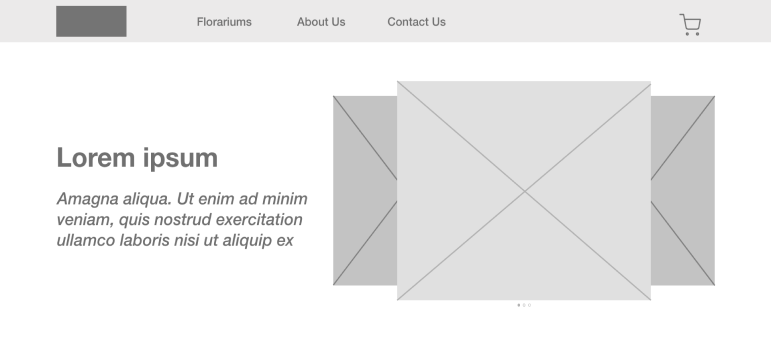 Florariums
About Us
Contact Us
Lorem ipsum
Amagna aliqua. Ut enim ad minim
veniam, quis nostrud exercitation
ullamco laboris nisi ut aliquip ex